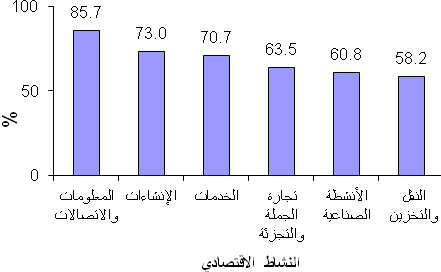 100
50
0
%
85.7
73.0
70.7
63.5
60.8
58.2
المعلومات
والاتصالات
الإنشاءات
الخدمات
تجارة
الجملة
والتجزئة
الأنشطة
الصناعية
النقل
والتخزين
النشاط الاقتصادي